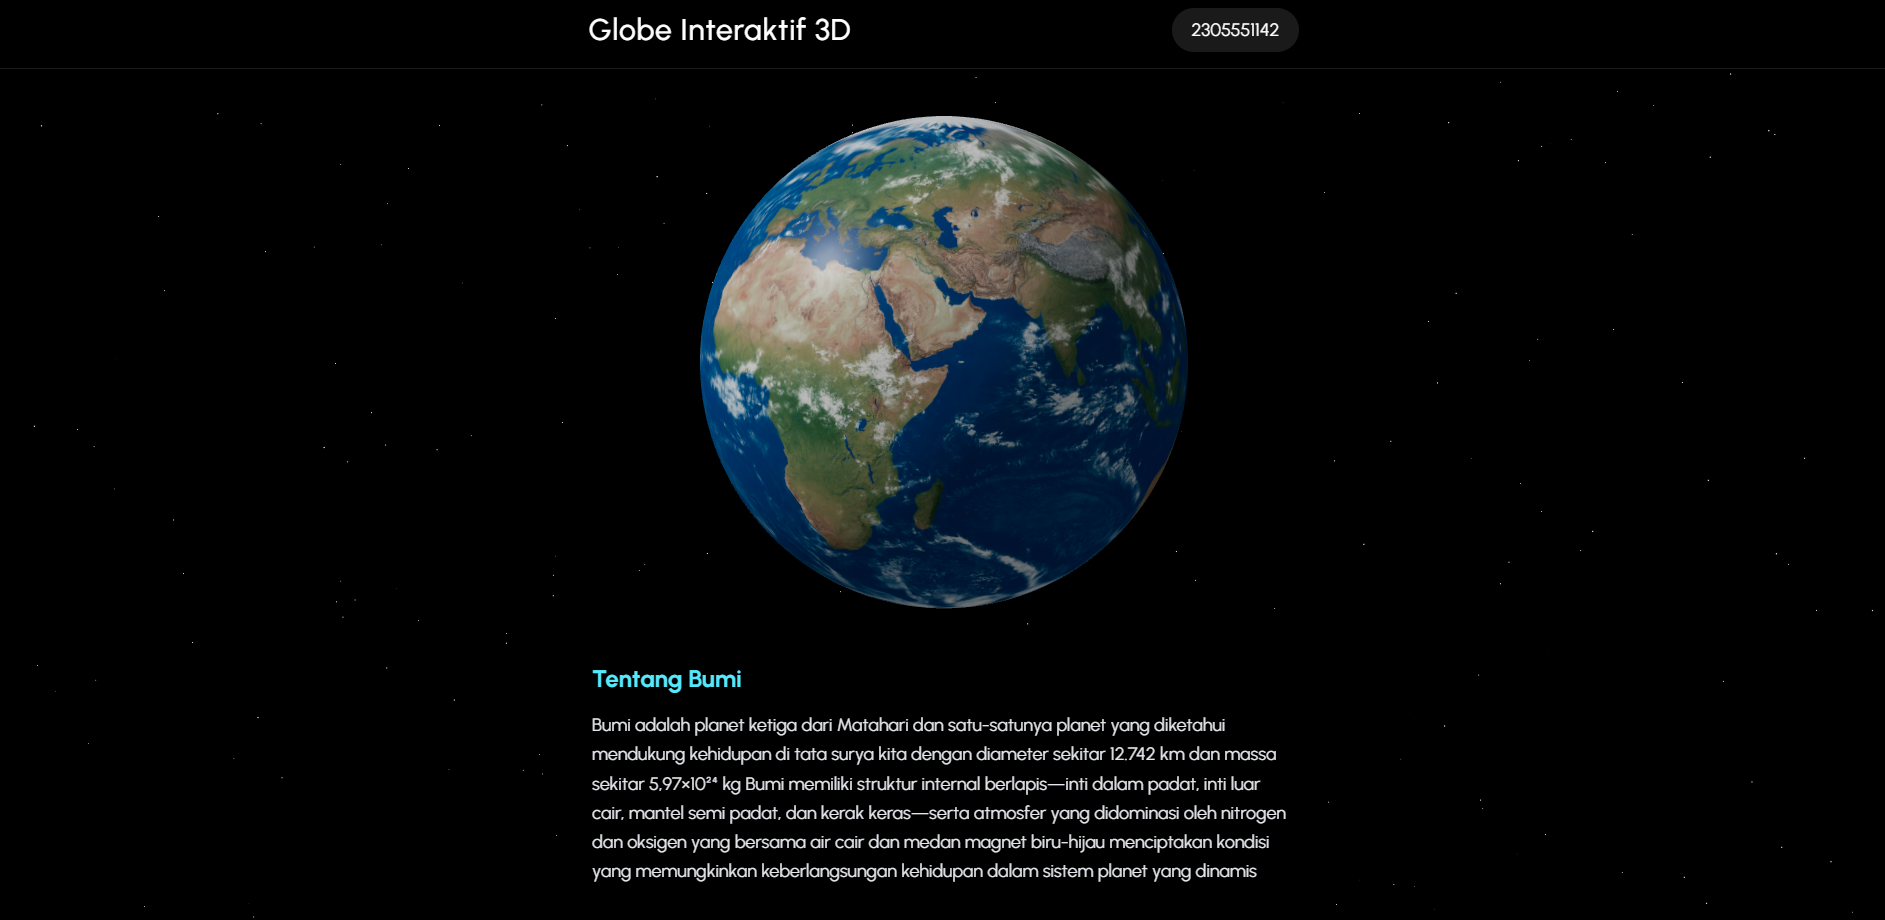 Globe Interaktif 3D
2305551142
Tentang Bumi
Bumi adalah planet ketiga dari Matahari dan satu-satunya planet yang diketahui
mendukung kehidupan di tata surya kita dengan diameter sekitar 12.742 km dan massa
sekitar 5,97×10²⁴ kg Bumi memiliki struktur internal berlapis—inti dalam padat, inti luar
cair, mantel semi padat, dan kerak keras—serta atmosfer yang didominasi oleh nitrogen
dan oksigen yang bersama air cair dan medan magnet biru-hijau menciptakan kondisi
yang memungkinkan keberlangsungan kehidupan dalam sistem planet yang dinamis